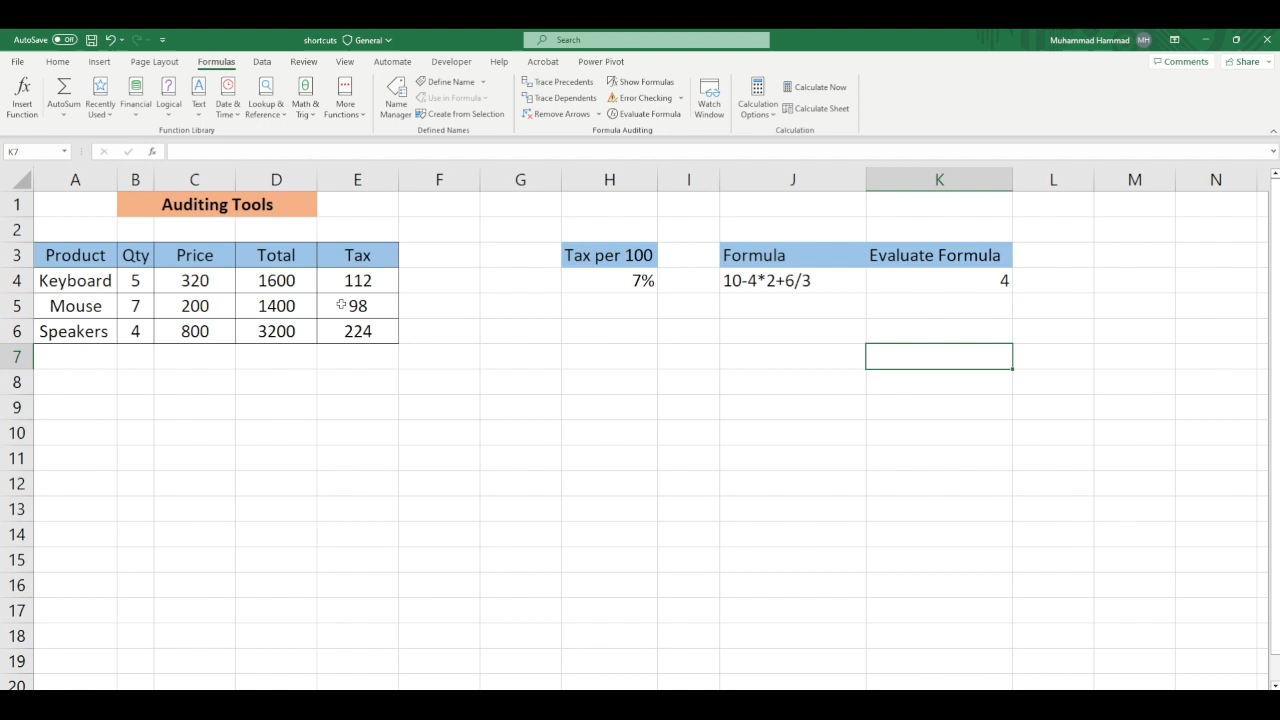 AutoSave Off shortcuts General Search Muhammad Hammad MH
File Home Insert Page Layout Formulas Data Review View Automate Developer Help Acrobat Power Pivot Comments Share
Insert Function AutoSum Recently Used Financial Logical Text Date & Time Lookup & Reference Math & Trig More Functions
Function Library
Name Manager Define Name Use in Formula Create from Selection
Defined Names
Trace Precedents Trace Dependents Remove Arrows Show Formulas Error Checking Evaluate Formula Watch Window
Formula Auditing
Calculation Options Calculate Now Calculate Sheet
Calculation
K7 fx
A B C D E F G H I J K L M N
1 Auditing Tools
2
3 Product Qty Price Total Tax Tax per 100 Formula Evaluate Formula
4 Keyboard 5 320 1600 112 7% 10-4*2+6/3 4
5 Mouse 7 200 1400 98
6 Speakers 4 800 3200 224
7
8
9
10
11
12
13
14
15
16
17
18
19
20